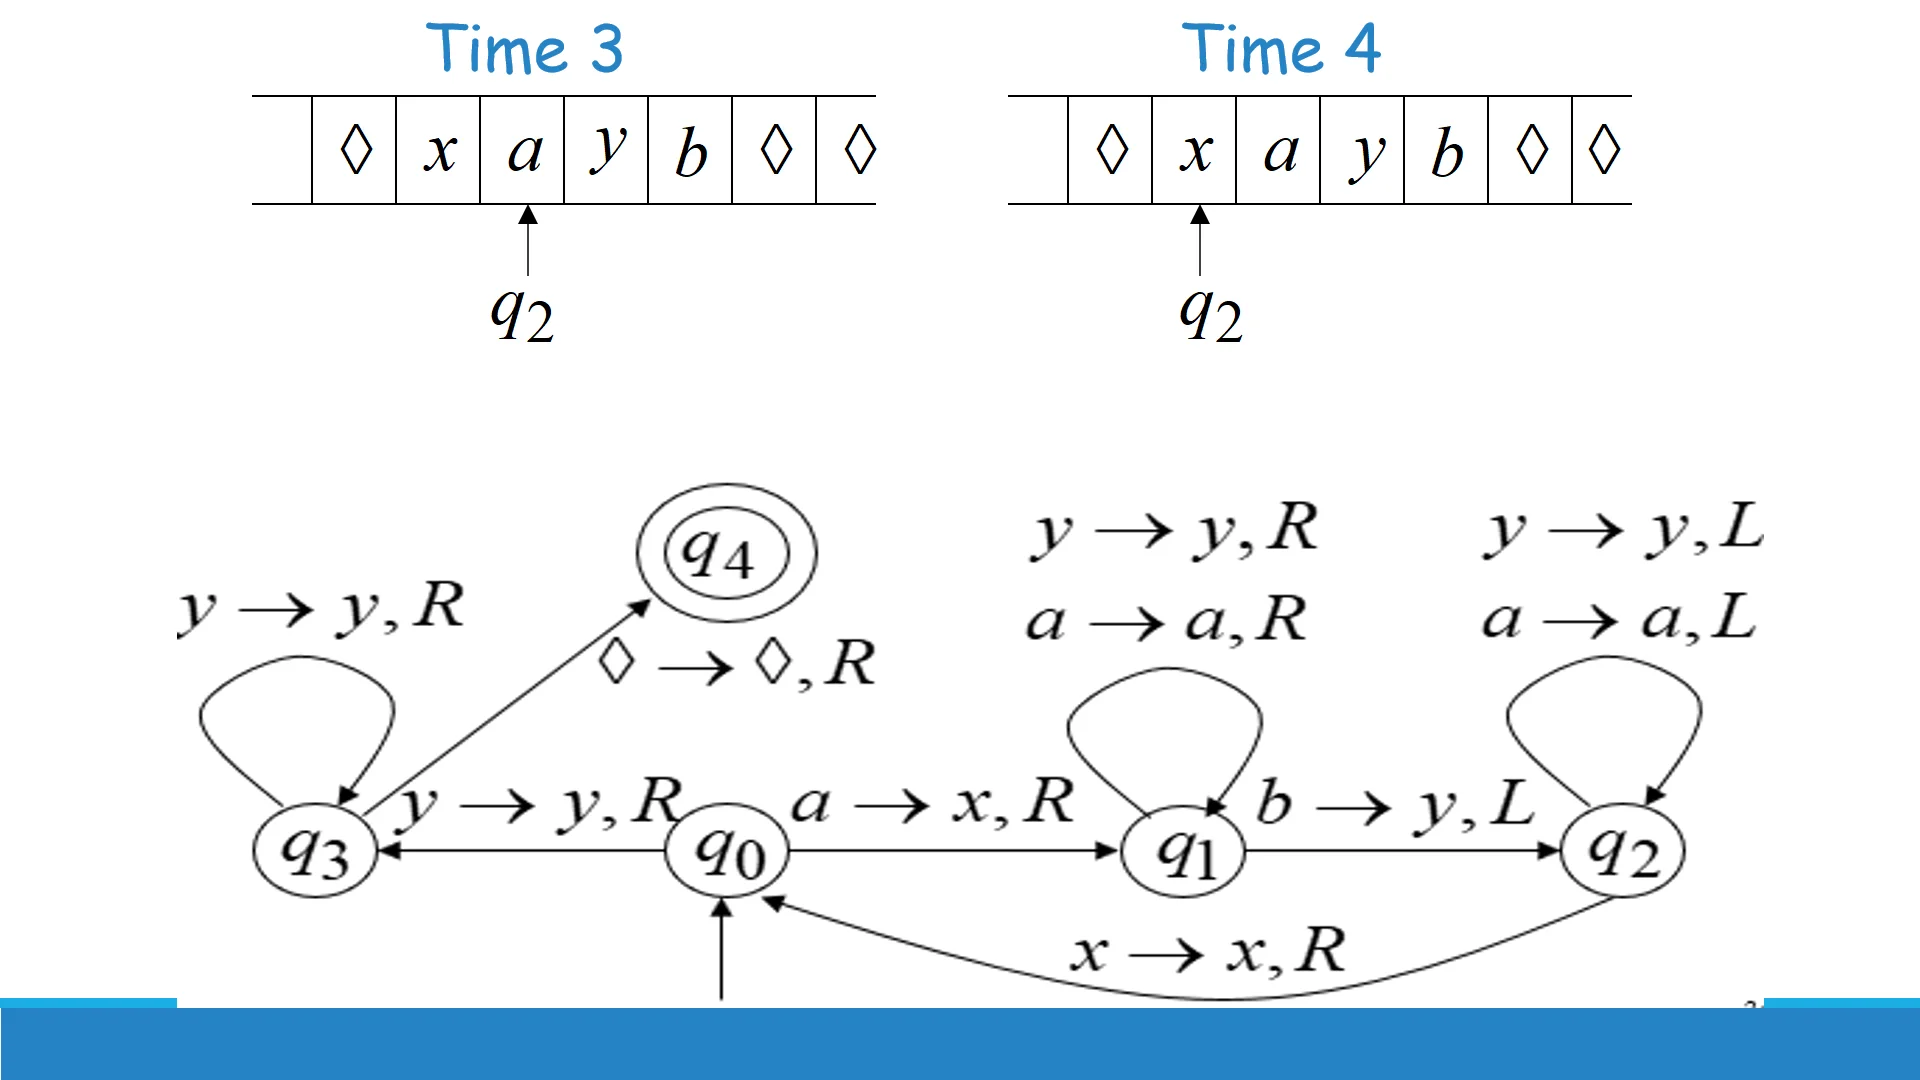 Time 3
Time 4
◊ x a y b ◊ ◊
◊ x a y b ◊ ◊
q2
q2
q4
y → y, R
y → y, L
y → y, R
a → a, R
a → a, L
◊ → ◊, R
y → y, R
a → x, R
b → y, L
q3
q0
q1
q2
x → x, R